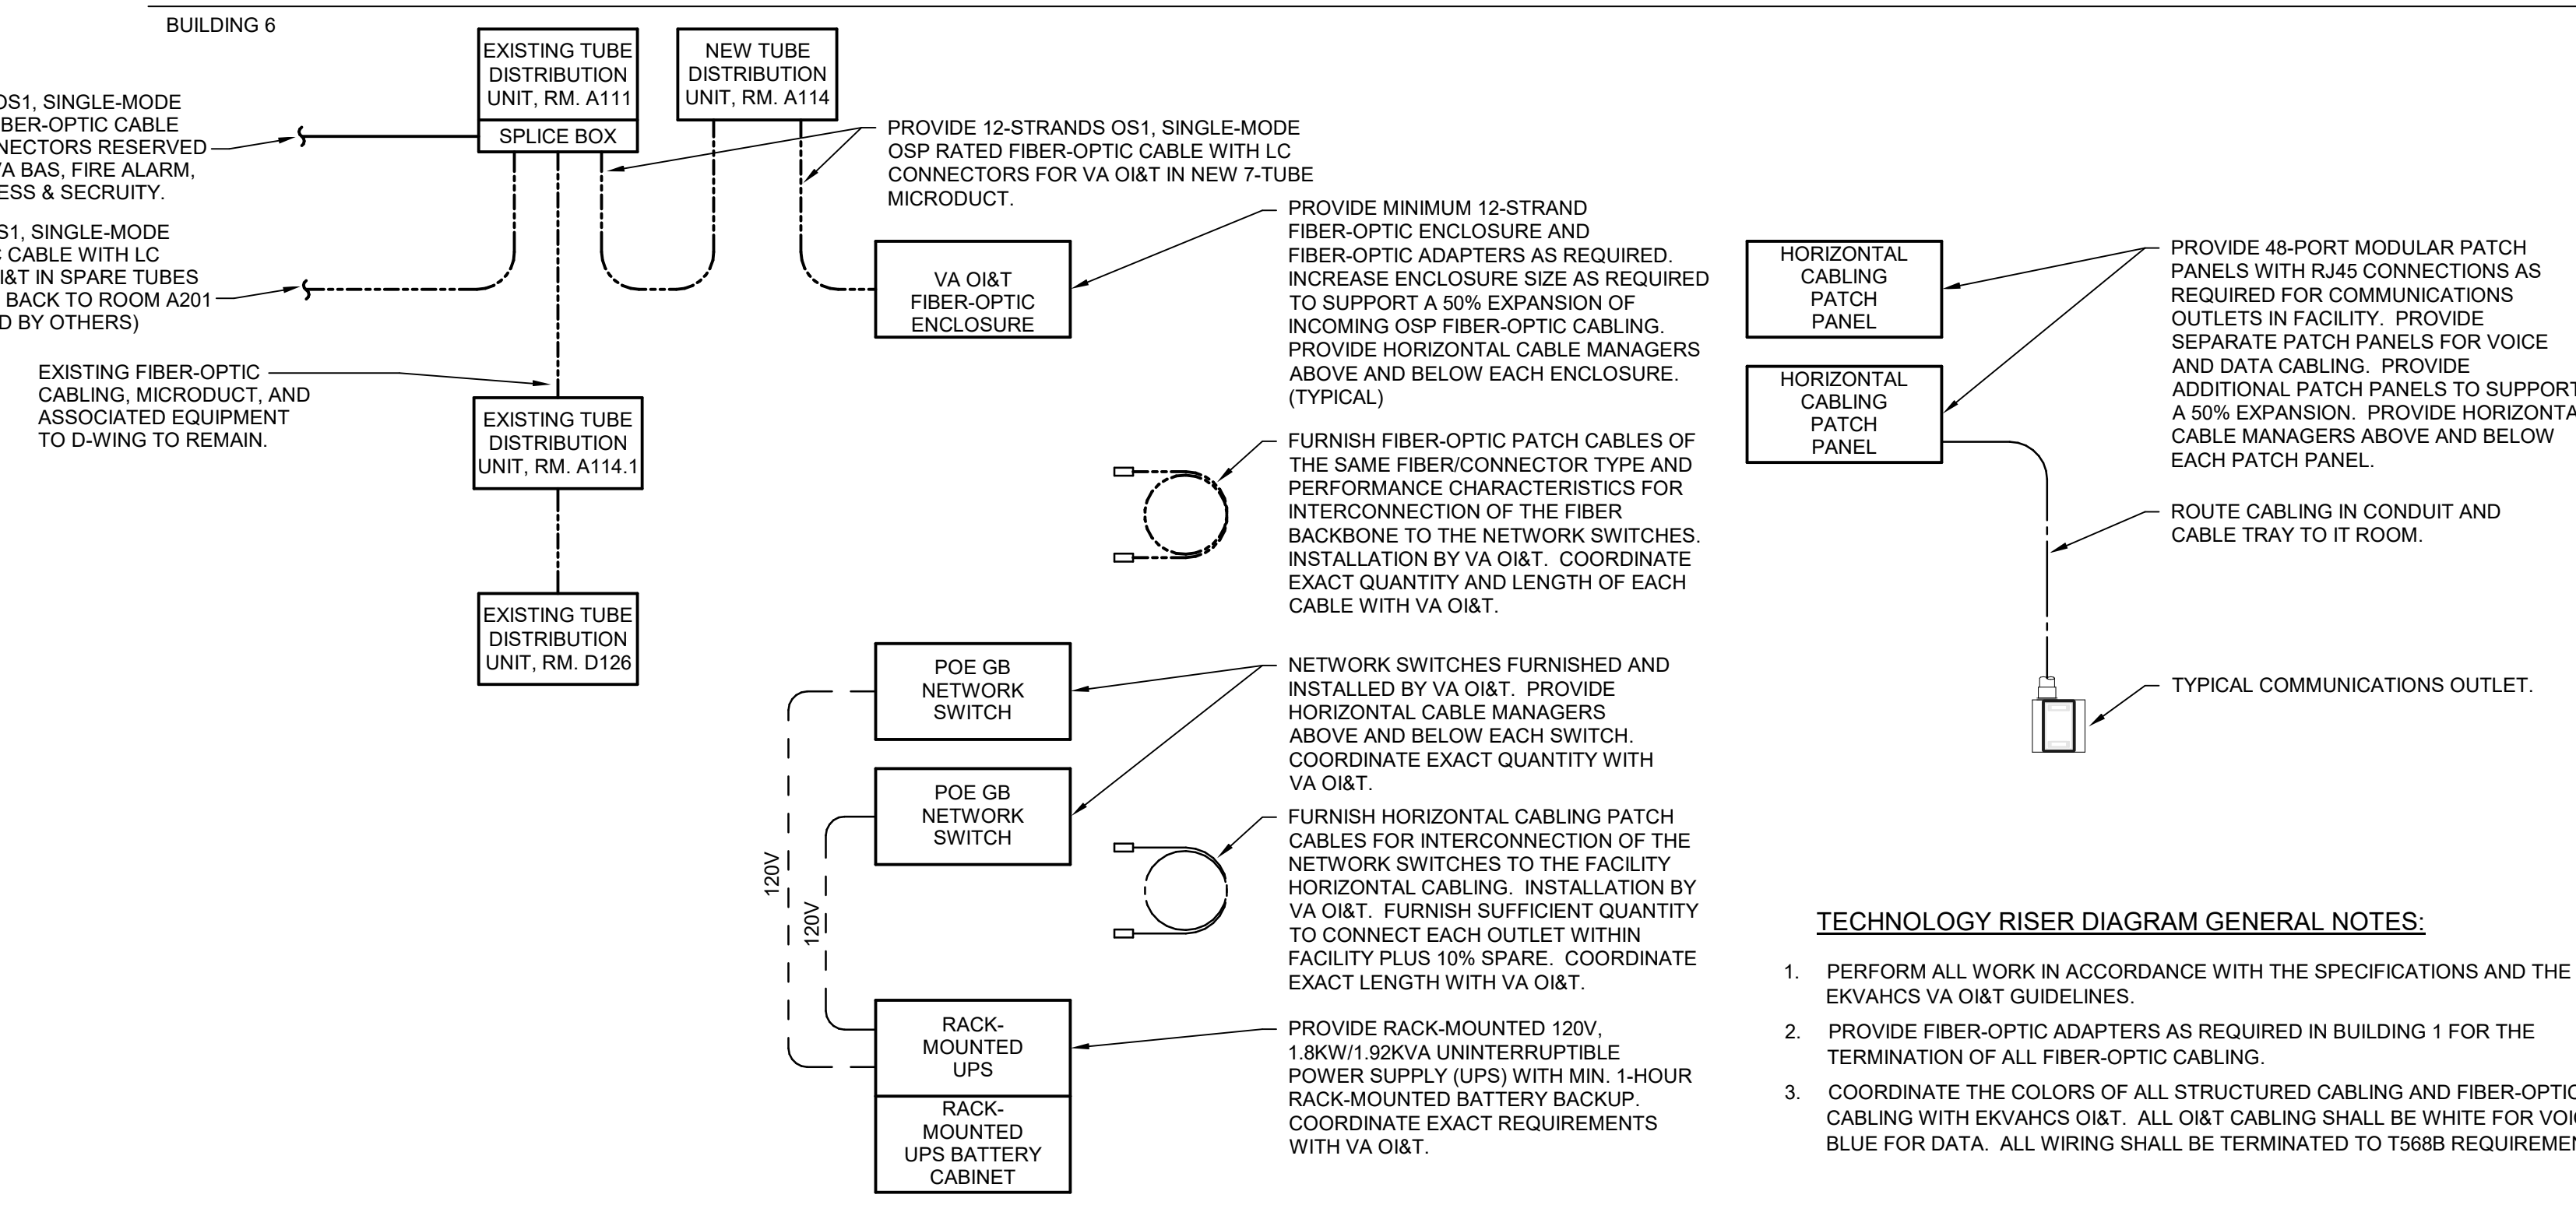 BUILDING 6
EXISTING TUBE
DISTRIBUTION
UNIT, RM. A111
SPLICE BOX
NEW TUBE
DISTRIBUTION
UNIT, RM. A114
OS1, SINGLE-MODE
BER-OPTIC CABLE
NECTORS RESERVED
A BAS, FIRE ALARM,
ESS & SECRUITY.
S1, SINGLE-MODE
CABLE WITH LC
I&T IN SPARE TUBES
BACK TO ROOM A201
D BY OTHERS)
EXISTING FIBER-OPTIC
CABLING, MICRODUCT, AND
ASSOCIATED EQUIPMENT
TO D-WING TO REMAIN.
EXISTING TUBE
DISTRIBUTION
UNIT, RM. A114.1
EXISTING TUBE
DISTRIBUTION
UNIT, RM. D126
PROVIDE 12-STRANDS OS1, SINGLE-MODE
OSP RATED FIBER-OPTIC CABLE WITH LC
CONNECTORS FOR VA OI&T IN NEW 7-TUBE
MICRODUCT.
VA OI&T
FIBER-OPTIC
ENCLOSURE
PROVIDE MINIMUM 12-STRAND
FIBER-OPTIC ENCLOSURE AND
FIBER-OPTIC ADAPTERS AS REQUIRED.
INCREASE ENCLOSURE SIZE AS REQUIRED
TO SUPPORT A 50% EXPANSION OF
INCOMING OSP FIBER-OPTIC CABLING.
PROVIDE HORIZONTAL CABLE MANAGERS
ABOVE AND BELOW EACH ENCLOSURE.
(TYPICAL)
FURNISH FIBER-OPTIC PATCH CABLES OF
THE SAME FIBER/CONNECTOR TYPE AND
PERFORMANCE CHARACTERISTICS FOR
INTERCONNECTION OF THE FIBER
BACKBONE TO THE NETWORK SWITCHES.
INSTALLATION BY VA OI&T. COORDINATE
EXACT QUANTITY AND LENGTH OF EACH
CABLE WITH VA OI&T.
POE GB
NETWORK
SWITCH
POE GB
NETWORK
SWITCH
NETWORK SWITCHES FURNISHED AND
INSTALLED BY VA OI&T. PROVIDE
HORIZONTAL CABLE MANAGERS
ABOVE AND BELOW EACH SWITCH.
COORDINATE EXACT QUANTITY WITH
VA OI&T.
120V
120V
FURNISH HORIZONTAL CABLING PATCH
CABLES FOR INTERCONNECTION OF THE
NETWORK SWITCHES TO THE FACILITY
HORIZONTAL CABLING. INSTALLATION BY
VA OI&T. FURNISH SUFFICIENT QUANTITY
TO CONNECT EACH OUTLET WITHIN
FACILITY PLUS 10% SPARE. COORDINATE
EXACT LENGTH WITH VA OI&T.
RACK-
MOUNTED
UPS
RACK-
MOUNTED
UPS BATTERY
CABINET
PROVIDE RACK-MOUNTED 120V,
1.8KW/1.92KVA UNINTERRUPTIBLE
POWER SUPPLY (UPS) WITH MIN. 1-HOUR
RACK-MOUNTED BATTERY BACKUP.
COORDINATE EXACT REQUIREMENTS
WITH VA OI&T.
HORIZONTAL
CABLING
PATCH
PANEL
HORIZONTAL
CABLING
PATCH
PANEL
PROVIDE 48-PORT MODULAR PATCH
PANELS WITH RJ45 CONNECTIONS AS
REQUIRED FOR COMMUNICATIONS
OUTLETS IN FACILITY. PROVIDE
SEPARATE PATCH PANELS FOR VOICE
AND DATA CABLING. PROVIDE
ADDITIONAL PATCH PANELS TO SUPPORT
A 50% EXPANSION. PROVIDE HORIZONTA
CABLE MANAGERS ABOVE AND BELOW
EACH PATCH PANEL.
ROUTE CABLING IN CONDUIT AND
CABLE TRAY TO IT ROOM.
TYPICAL COMMUNICATIONS OUTLET.
TECHNOLOGY RISER DIAGRAM GENERAL NOTES:
1. PERFORM ALL WORK IN ACCORDANCE WITH THE SPECIFICATIONS AND THE
EKVAHCS VA OI&T GUIDELINES.
2. PROVIDE FIBER-OPTIC ADAPTERS AS REQUIRED IN BUILDING 1 FOR THE
TERMINATION OF ALL FIBER-OPTIC CABLING.
3. COORDINATE THE COLORS OF ALL STRUCTURED CABLING AND FIBER-OPTIC
CABLING WITH EKVAHCS OI&T. ALL OI&T CABLING SHALL BE WHITE FOR VOI
BLUE FOR DATA. ALL WIRING SHALL BE TERMINATED TO T568B REQUIREME